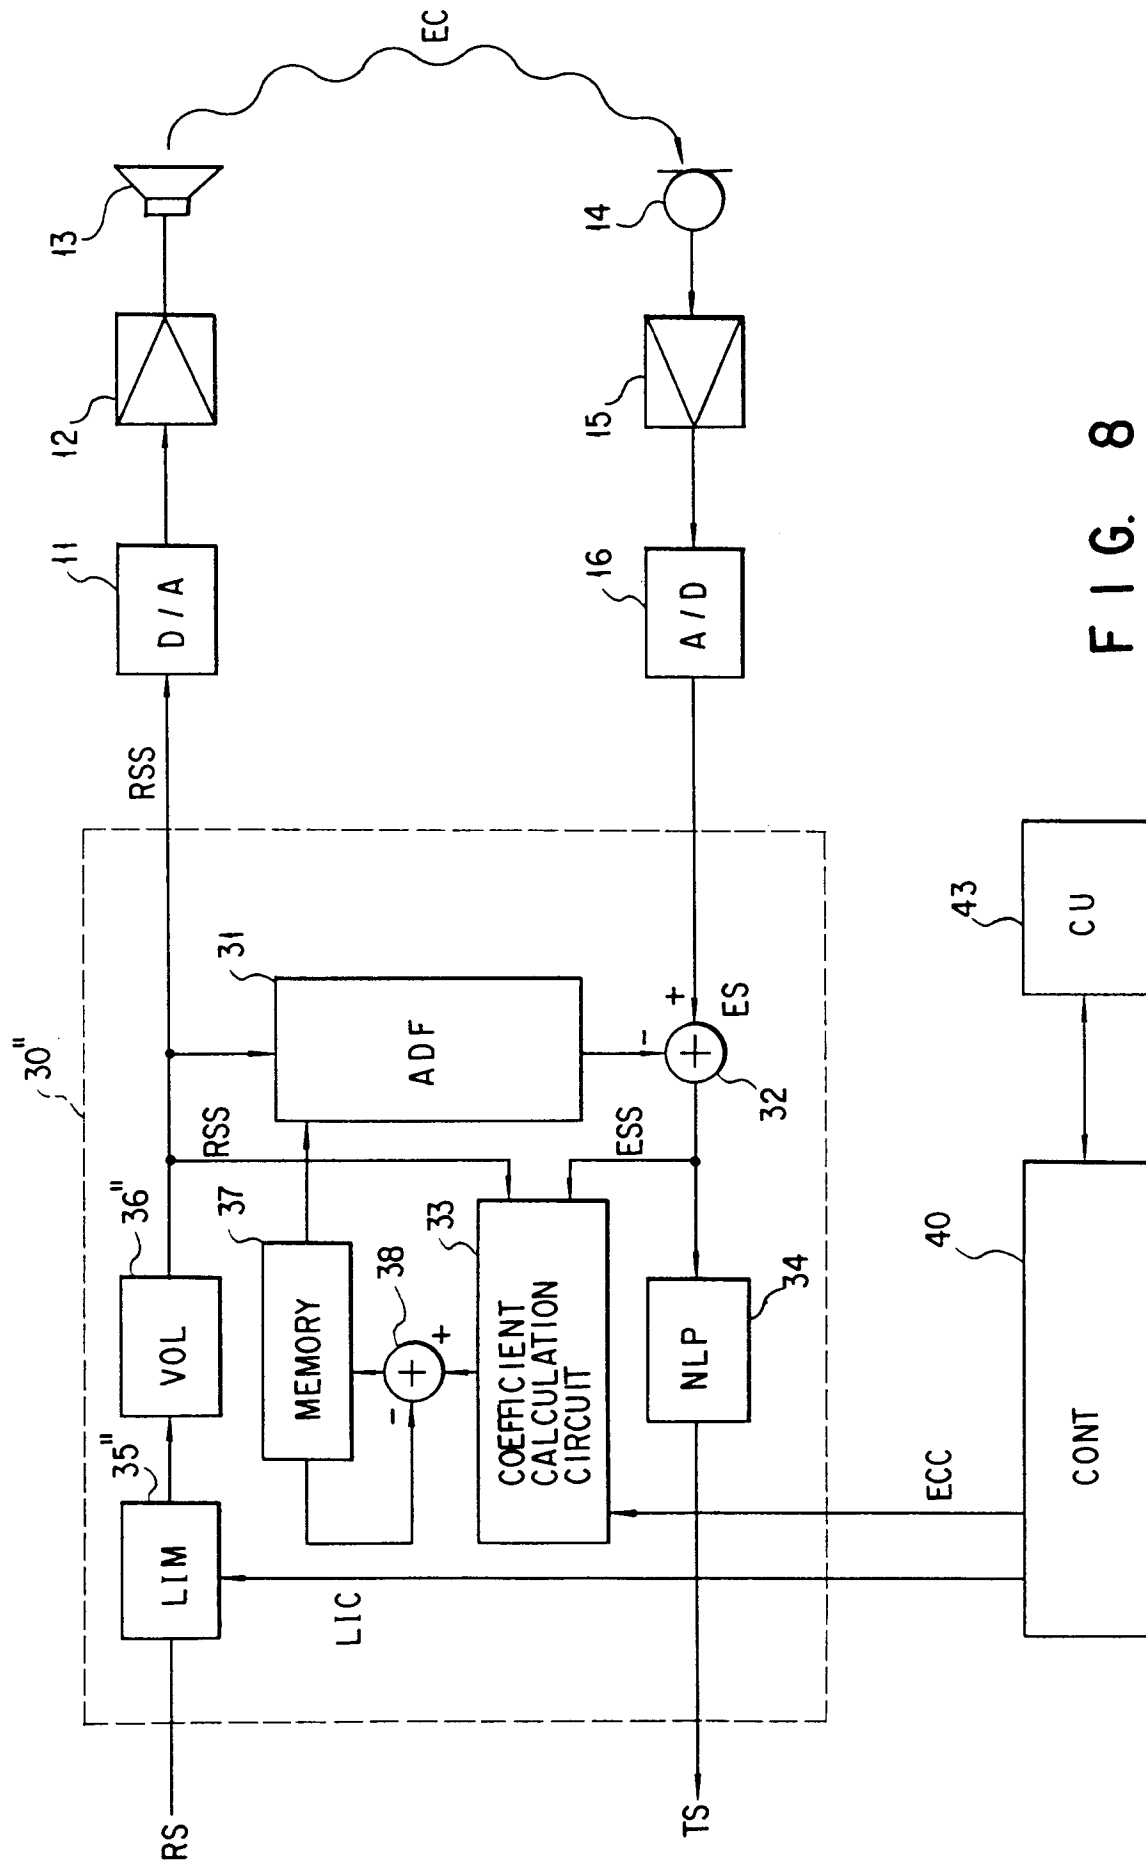 30"
RS
LIM
35"
VOL
36"
RSS
D/A
11
12
13
EC
LIC
MEMORY
37
38
+
-
+
RSS
ADF
31
COEFFICIENT
CALCULATION
CIRCUIT
33
ESS
-
+
+
ES
32
NLP
34
TS
A/D
16
15
14
ECC
CONT
40
CU
43
FIG. 8